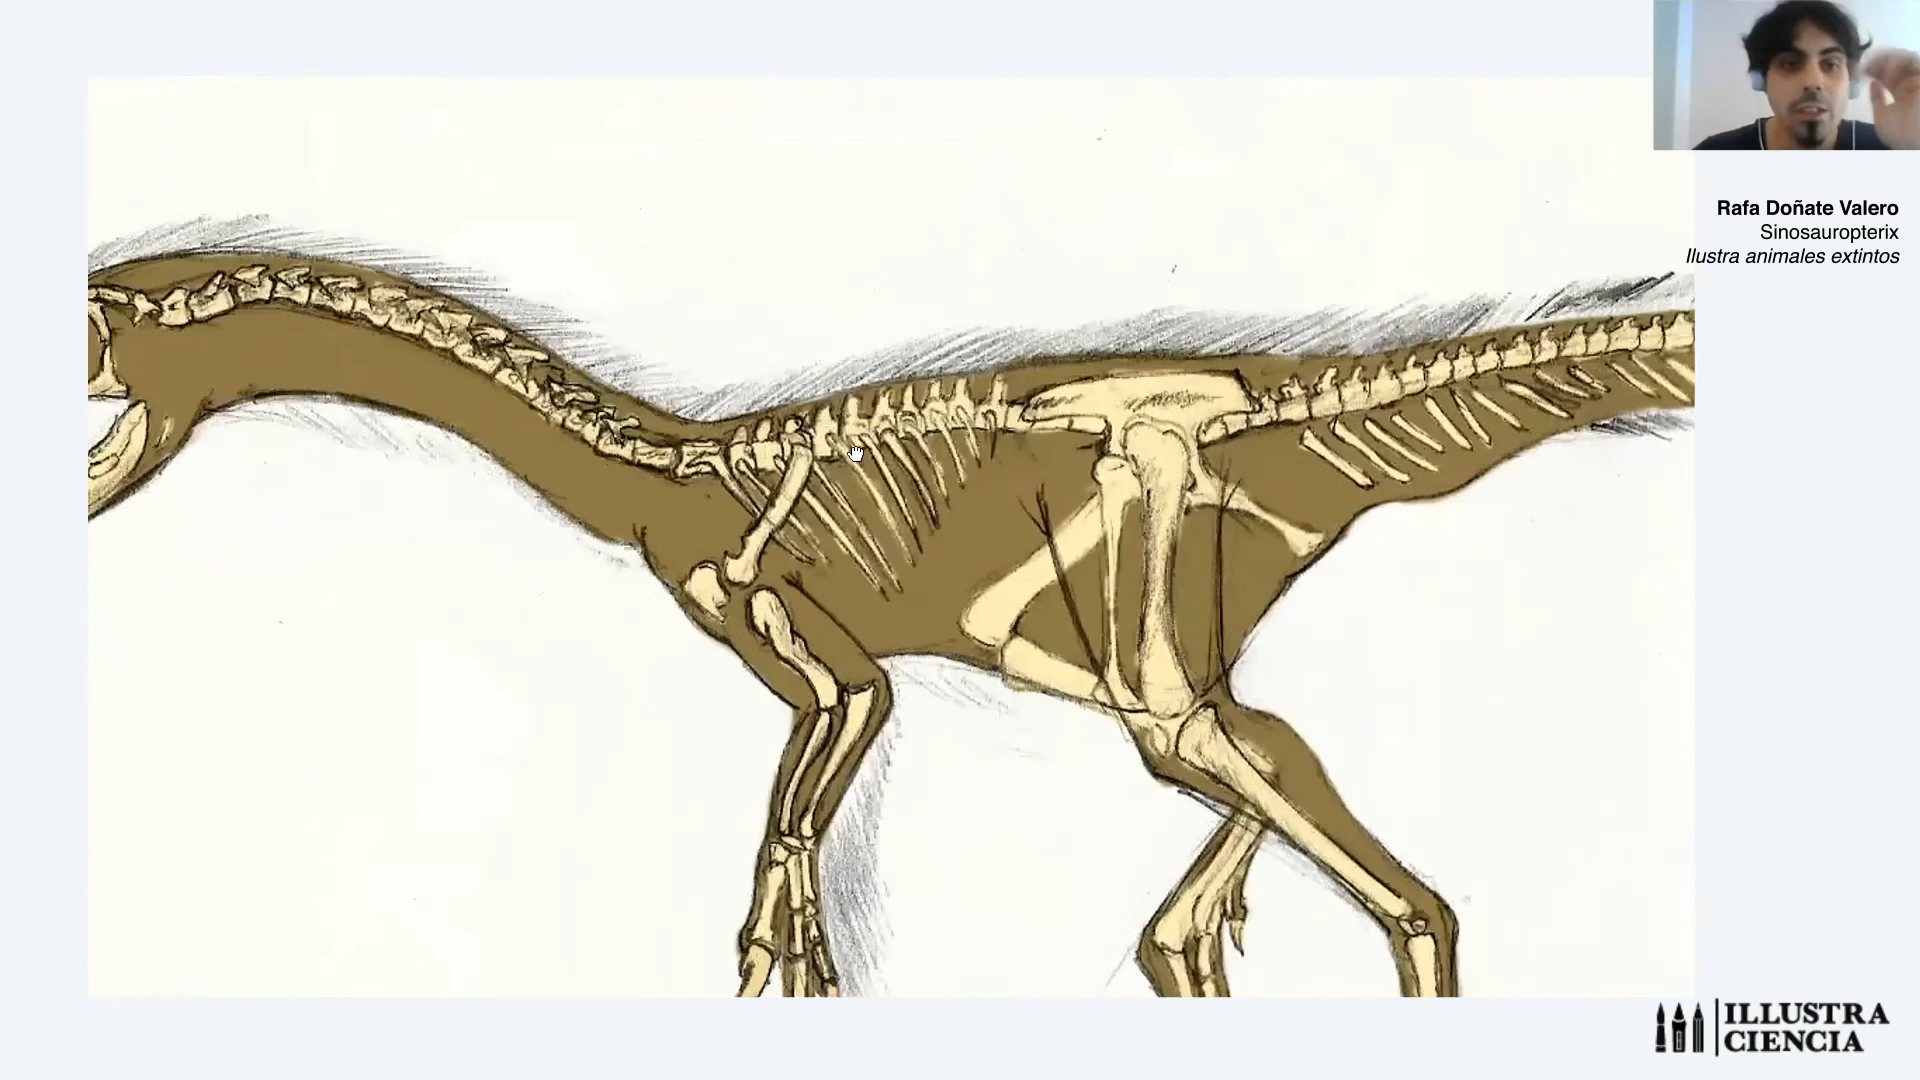 Rafa Doñate Valero
Sinosauropterix
Ilustra animales extintos
ILLUSTRA
CIENCIA